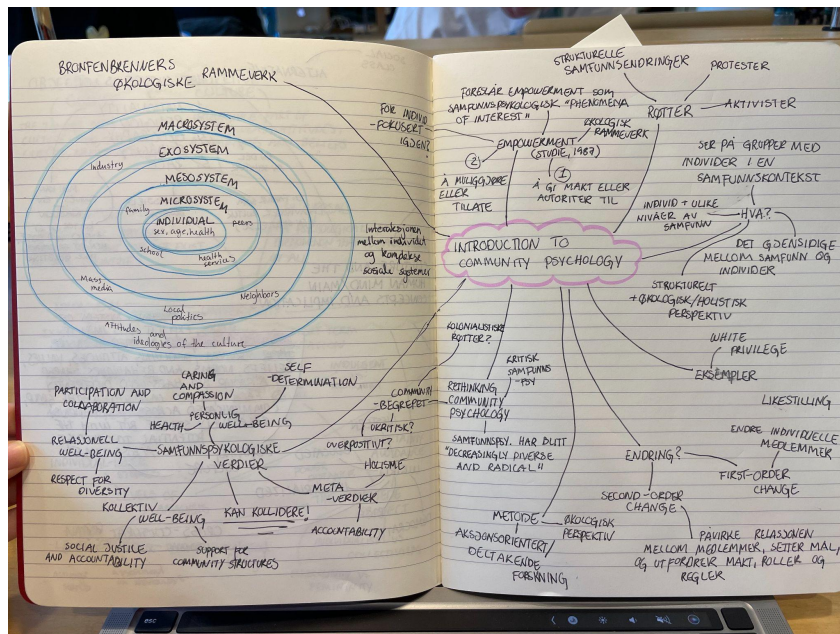 BRONFENBRENNERS
ØKOLOGISKE RAMMEVERK
MACROSYSTEM
EXOSYSTEM
Industry
MESOSYSTEM
MICROSYSTEM
family
INDIVIDUAL
sex, age, health
peers
school
health
services
Mass
media
Neighbors
Local
politics
Attitudes and
ideologies of the culture
Interaksjonen
mellom individet
og komplekse
sosiale systemer
PARTICIPATION AND
COLLABORATION
CARING
AND
COMPASSION
SELF
-DETERMINATION
HEALTH
PERSONLIG
WELL-BEING
RELASJONELL
WELL-BEING
SAMFUNNSPSYKOLOGISKE
VERDIER
RESPECT FOR
DIVERSITY
KOLLEKTIV
WELL-BEING
SOCIAL JUSTICE
AND ACCOUNTABILITY
SUPPORT FOR
COMMUNITY STRUCTURES
KAN KOLLIDERE!
META
-VERDIER
HOLISME
ACCOUNTABILITY
COMMUNITY
-BEGREPET
UKRITISK?
OVERPOSITIVT?
FOR INDIVID
-FOKUSERT
IGJEN?
STRUKTURELLE
SAMFUNNSENDRINGER
PROTESTER
AKTIVISTER
RØTTER
FORESLÅR EMPOWERMENT SOM
SAMFUNNSPSYKOLOGISK "PHENOMENA
OF INTEREST"
ØKOLOGISK
RAMMEVERK
EMPOWERMENT
(STUDIE, 1987)
2
Å MULIGGJØRE
ELLER
TILLATE
1
Å GI MAKT ELLER
AUTORITER TIL
SER PÅ GRUPPER MED
INDIVIDER I EN
SAMFUNNSKONTEKST
INDIVID + ULIKE
NIVÅER AV
SAMFUNN
HVA?
DET GJENSIDIGE
MELLOM SAMFUNN OG
INDIVIDER
STRUKTURELT
+ ØKOLOGISK/HOLISTISK
PERSPEKTIV
INTRODUCTION TO
COMMUNITY PSYCHOLOGY
KOLONIALISTISKE
RØTTER?
KRITISK
SAMFUNNS
-PSY
RETHINKING
COMMUNITY
PSYCHOLOGY
SAMFUNNSPSY. HAR BLITT
"DECREASINGLY DIVERSE
AND RADICAL"
WHITE
PRIVILEGE
EKSEMPLER
LIKESTILLING
ENDRING?
ENDRE INDIVIDUELLE
MEDLEMMER
FIRST-ORDER
CHANGE
SECOND-ORDER
CHANGE
PÅVIRKE RELASJONEN
MELLOM MEDLEMMER, SETTER MÅL,
OG UTFORDRER MAKT, ROLLER OG
REGLER
METODE
ØKOLOGISK
PERSPEKTIV
AKSJONSORIENTERT
DELTAKENDE
FORSKNING
esc